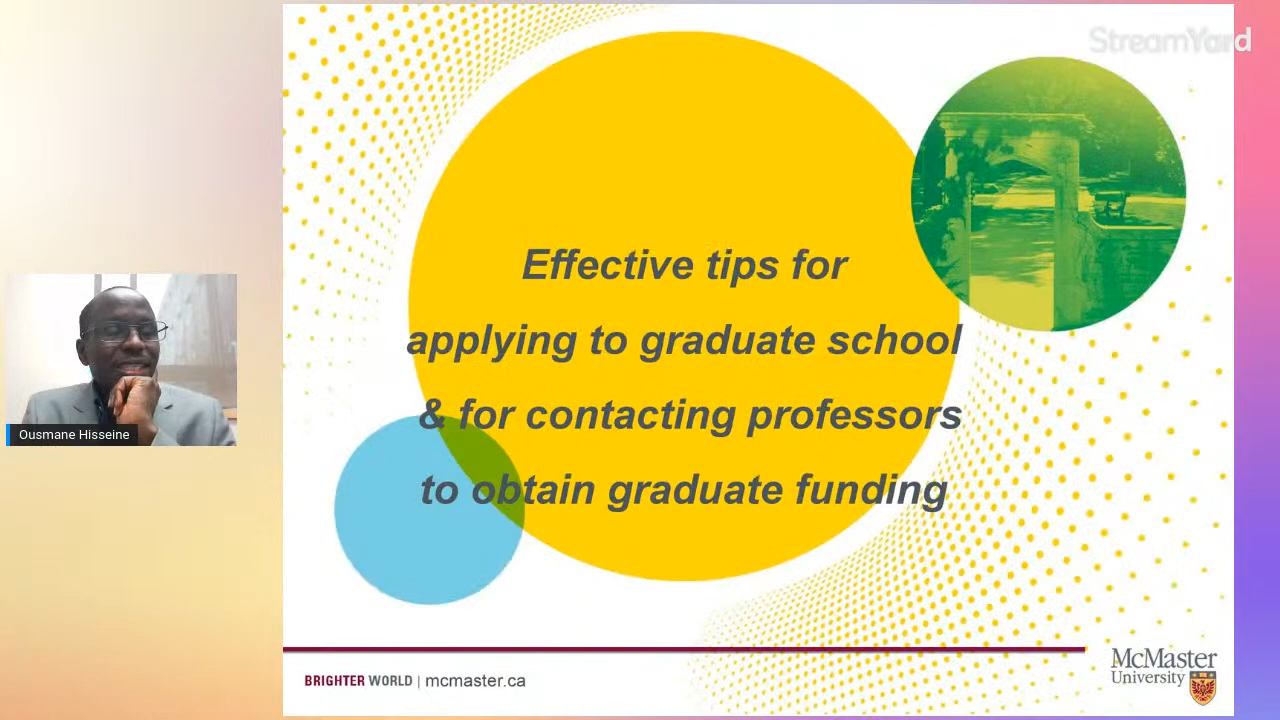 StreamYard
Effective tips for
applying to graduate school
& for contacting professors
to obtain graduate funding
Ousmane Hisseine
BRIGHTER WORLD | mcmaster.ca
McMaster
University